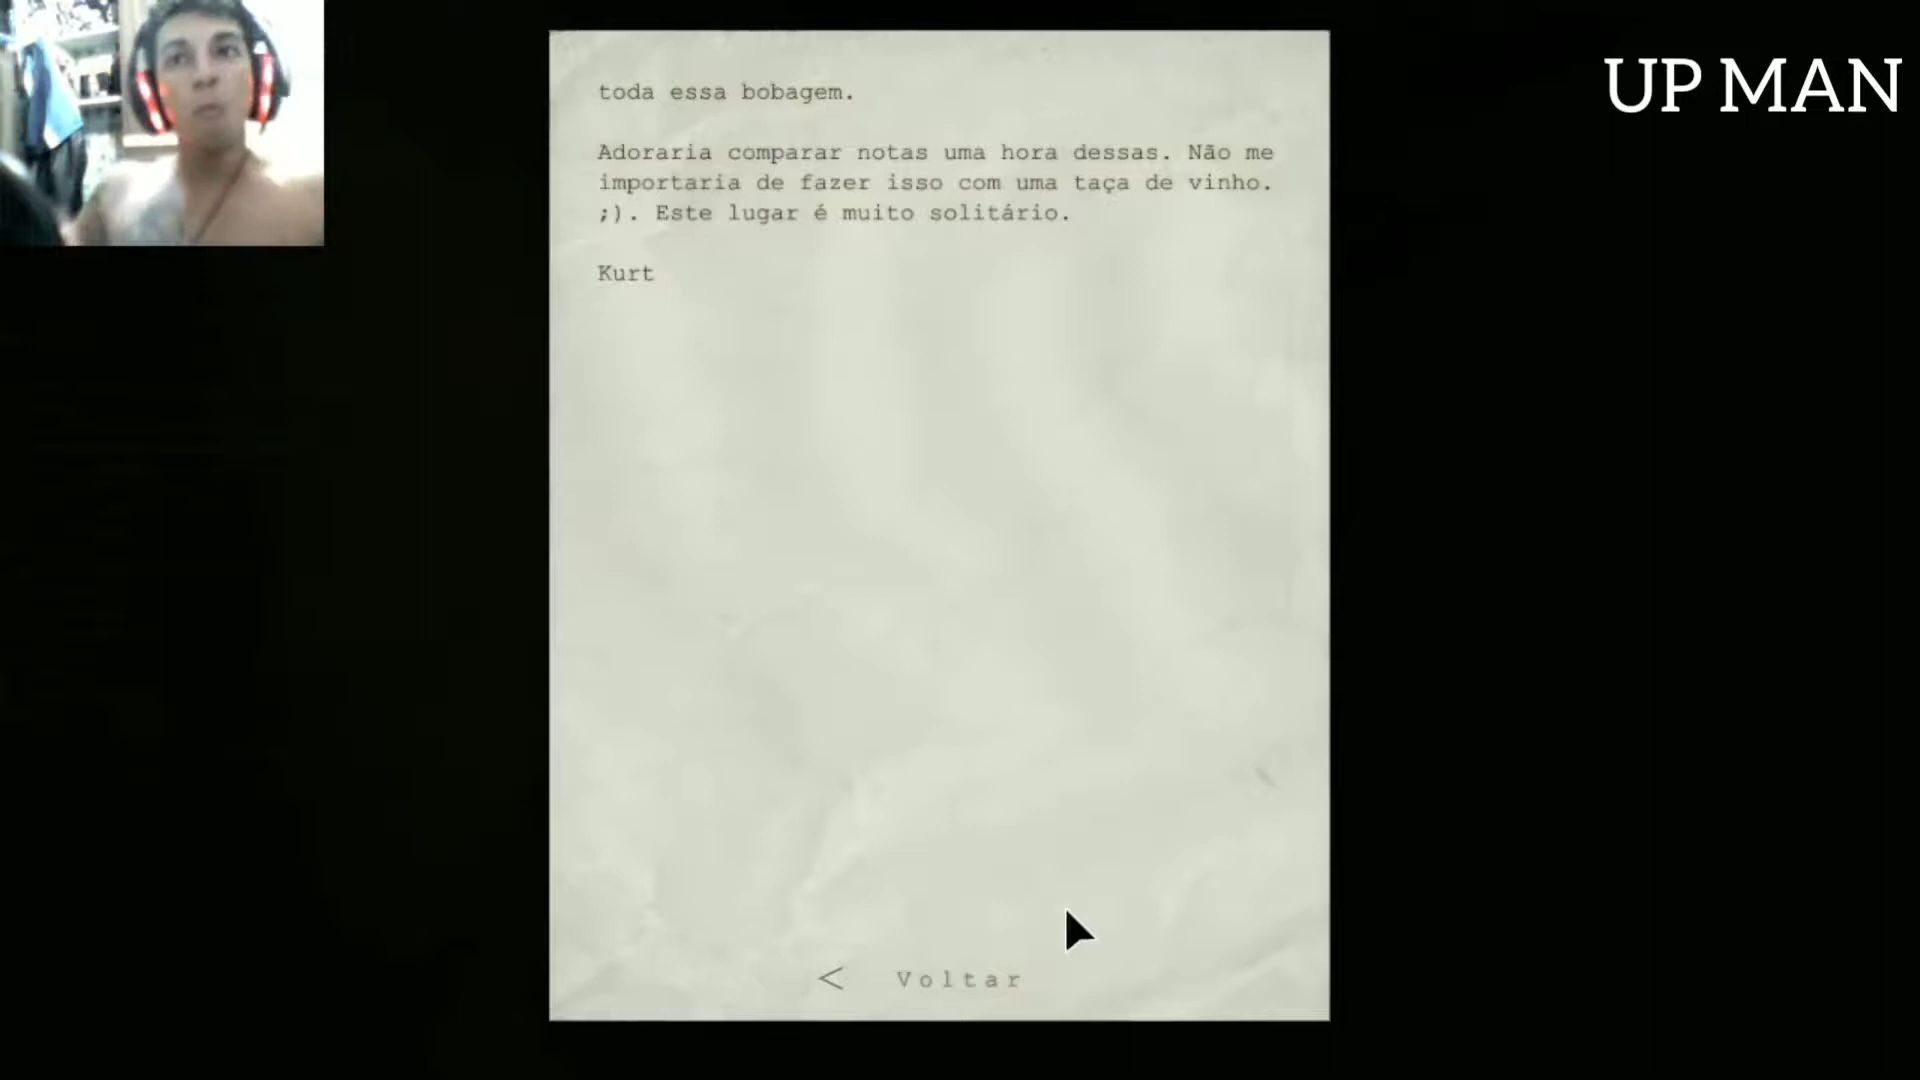 UP MAN
toda essa bobagem.
Adoraria comparar notas uma hora dessas. Não me
importaria de fazer isso com uma taça de vinho.
;). Este lugar é muito solitário.
Kurt
< Voltar